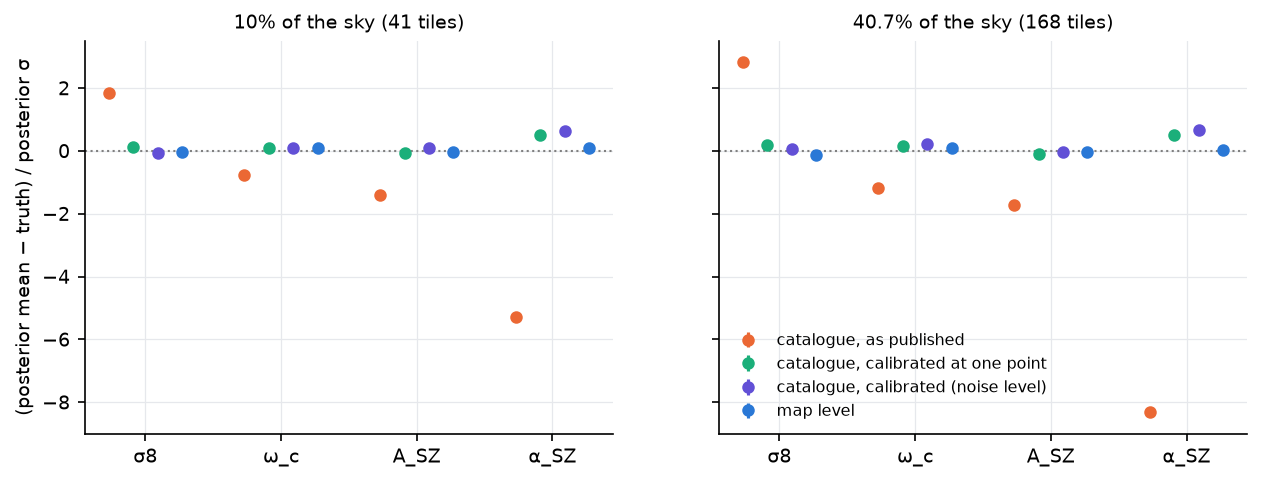 10% of the sky (41 tiles)
40.7% of the sky (168 tiles)
(posterior mean − truth) / posterior σ
2
0
−2
−4
−6
−8
σ8
ω_c
A_SZ
α_SZ
catalogue, as published
catalogue, calibrated at one point
catalogue, calibrated (noise level)
map level
σ8
ω_c
A_SZ
α_SZ